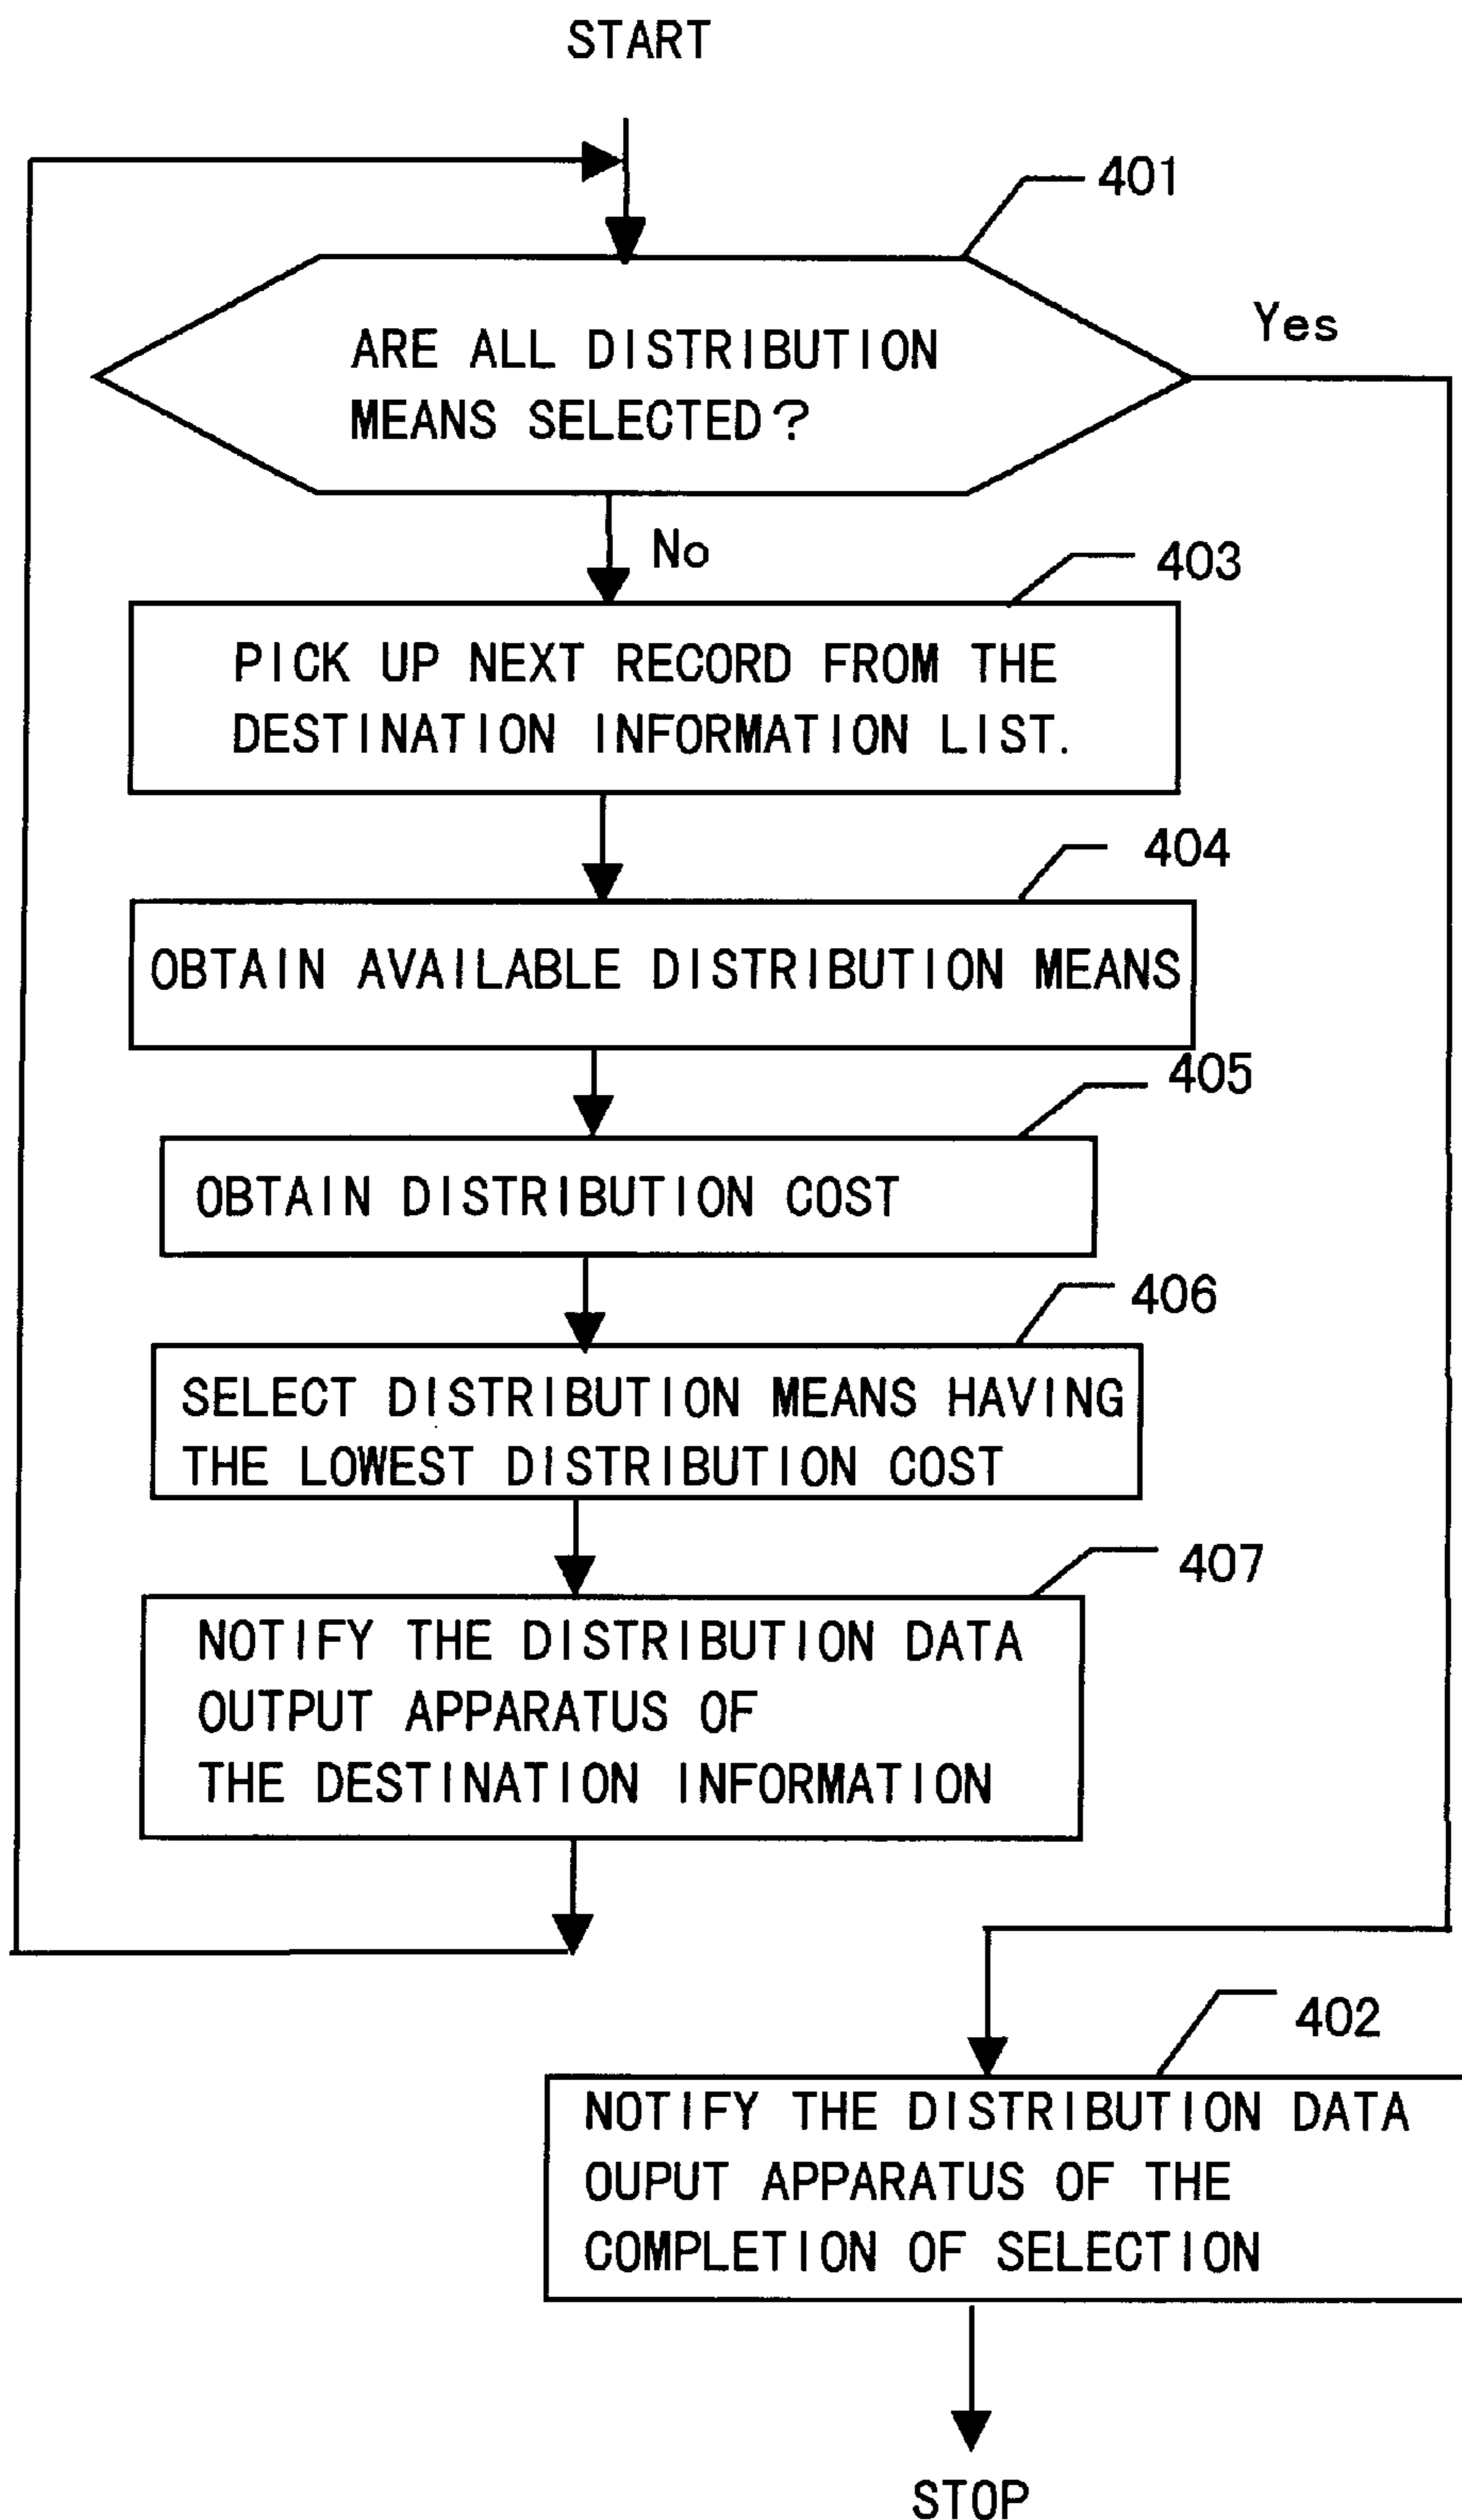 START
401
ARE ALL DISTRIBUTION
MEANS SELECTED?
Yes
No
403
PICK UP NEXT RECORD FROM THE
DESTINATION INFORMATION LIST.
404
OBTAIN AVAILABLE DISTRIBUTION MEANS
405
OBTAIN DISTRIBUTION COST
406
SELECT DISTRIBUTION MEANS HAVING
THE LOWEST DISTRIBUTION COST
407
NOTIFY THE DISTRIBUTION DATA
OUTPUT APPARATUS OF
THE DESTINATION INFORMATION
402
NOTIFY THE DISTRIBUTION DATA
OUPUT APPARATUS OF THE
COMPLETION OF SELECTION
STOP